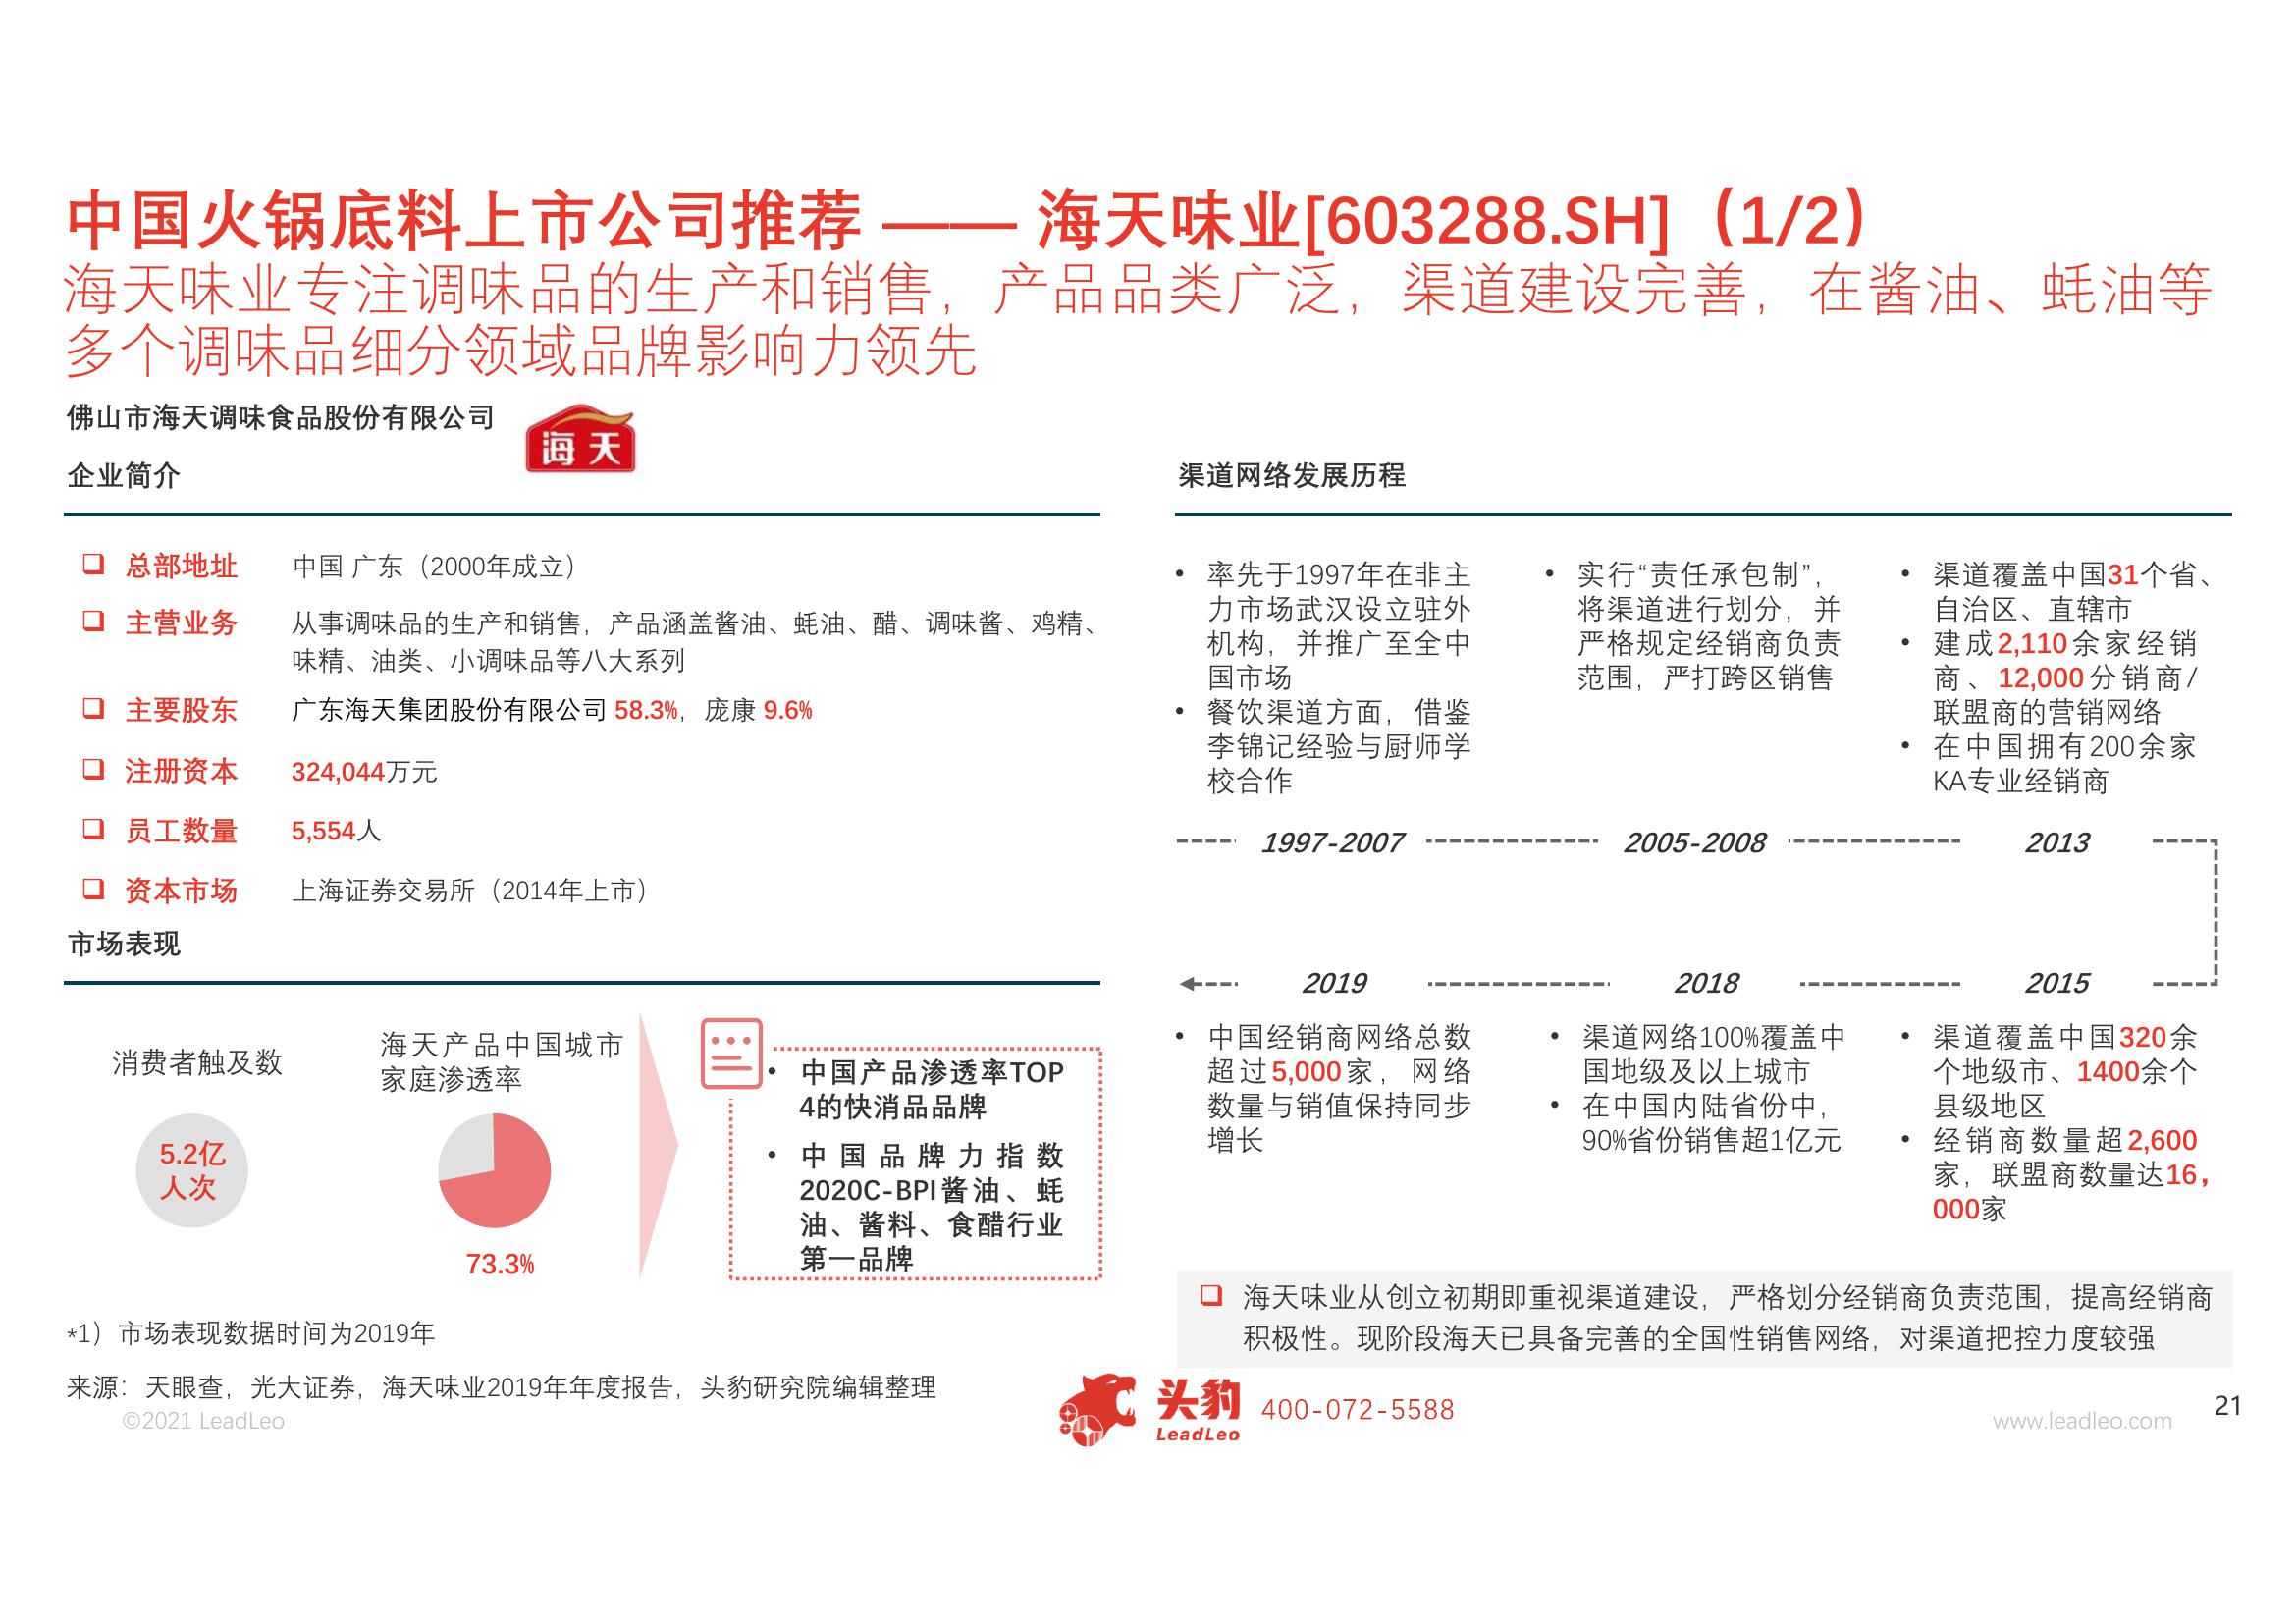 中国火锅底料上市公司推荐 —— 海天味业[603288.SH]（1/2）
海天味业专注调味品的生产和销售，产品品类广泛，渠道建设完善，在酱油、蚝油等
多个调味品细分领域品牌影响力领先
佛山市海天调味食品股份有限公司
海天
企业简介
❑ 总部地址 中国 广东（2000年成立）
❑ 主营业务 从事调味品的生产和销售，产品涵盖酱油、蚝油、醋、调味酱、鸡精、
味精、油类、小调味品等八大系列
❑ 主要股东 广东海天集团股份有限公司 58.3%，庞康 9.6%
❑ 注册资本 324,044万元
❑ 员工数量 5,554人
❑ 资本市场 上海证券交易所（2014年上市）
市场表现
消费者触及数
5.2亿
人次
海天产品中国城市
家庭渗透率
73.3%
• 中国产品渗透率TOP
4的快消品品牌
• 中国品牌力指数
2020C-BPI酱油、蚝
油、酱料、食醋行业
第一品牌
*1）市场表现数据时间为2019年
来源：天眼查，光大证券，海天味业2019年年度报告，头豹研究院编辑整理
渠道网络发展历程
• 率先于1997年在非主
力市场武汉设立驻外
机构，并推广至全中
国市场
• 餐饮渠道方面，借鉴
李锦记经验与厨师学
校合作
1997-2007
• 实行“责任承包制”，
将渠道进行划分，并
严格规定经销商负责
范围，严打跨区销售
2005-2008
• 渠道覆盖中国31个省、
自治区、直辖市
• 建成2,110余家经销
商、12,000分销商/
联盟商的营销网络
• 在中国拥有200余家
KA专业经销商
2013
2019
• 中国经销商网络总数
超过5,000家，网络
数量与销值保持同步
增长
2018
• 渠道网络100%覆盖中
国地级及以上城市
• 在中国内陆省份中，
90%省份销售超1亿元
2015
• 渠道覆盖中国320余
个地级市、1400余个
县级地区
• 经销商数量超2,600
家，联盟商数量达16，
000家
❑ 海天味业从创立初期即重视渠道建设，严格划分经销商负责范围，提高经销商
积极性。现阶段海天已具备完善的全国性销售网络，对渠道把控力度较强
©2021 LeadLeo
头豹
LeadLeo
400-072-5588
www.leadleo.com
21